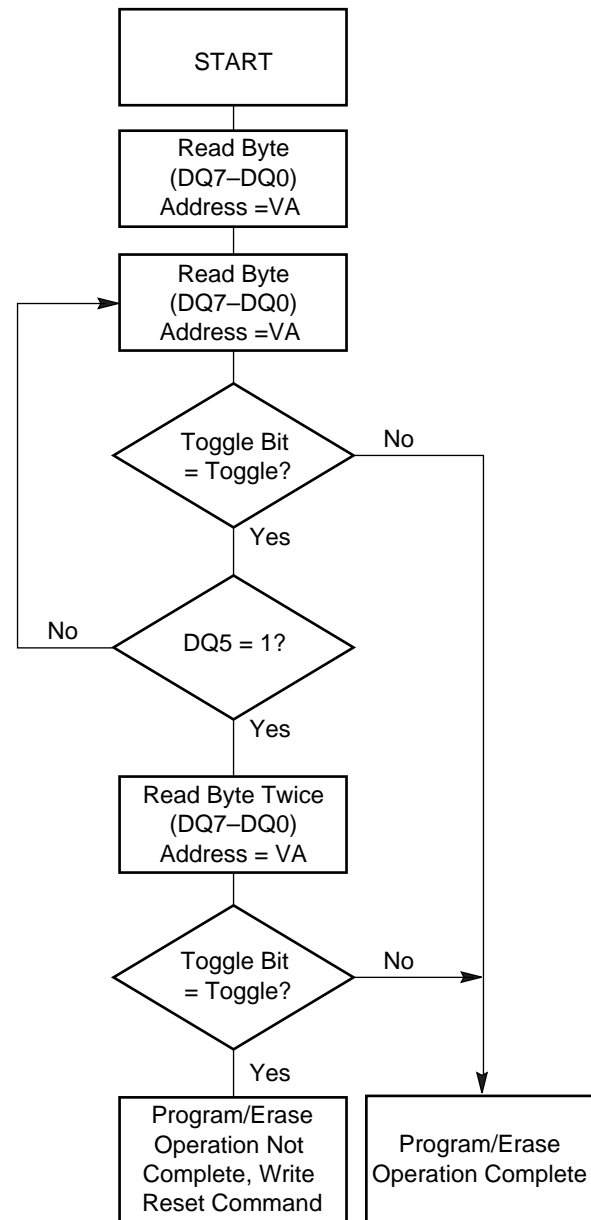 START
Read Byte
(DQ7–DQ0)
Address =VA
Read Byte
(DQ7–DQ0)
Address =VA
Toggle Bit
= Toggle?
No
Yes
No
DQ5 = 1?
Yes
Read Byte Twice
(DQ7–DQ0)
Address = VA
Toggle Bit
= Toggle?
No
Yes
Program/Erase
Operation Not
Complete, Write
Reset Command
Program/Erase
Operation Complete